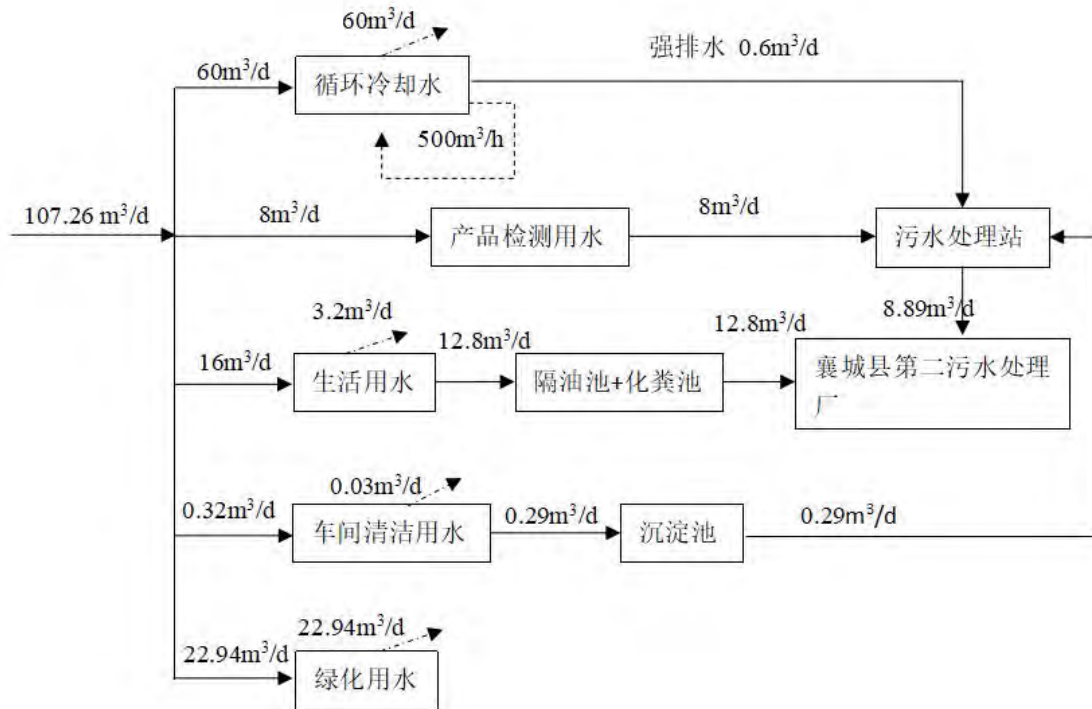 60m³/d
强排水 0.6m³/d
60m³/d
循环冷却水
500m³/h
107.26 m³/d
8m³/d
产品检测用水
8m³/d
污水处理站
3.2m³/d
8.89m³/d
16m³/d
生活用水
12.8m³/d
隔油池+化粪池
12.8m³/d
襄城县第二污水处理
厂
0.03m³/d
0.32m³/d
车间清洁用水
0.29m³/d
沉淀池
0.29m³/d
22.94m³/d
22.94m³/d
绿化用水